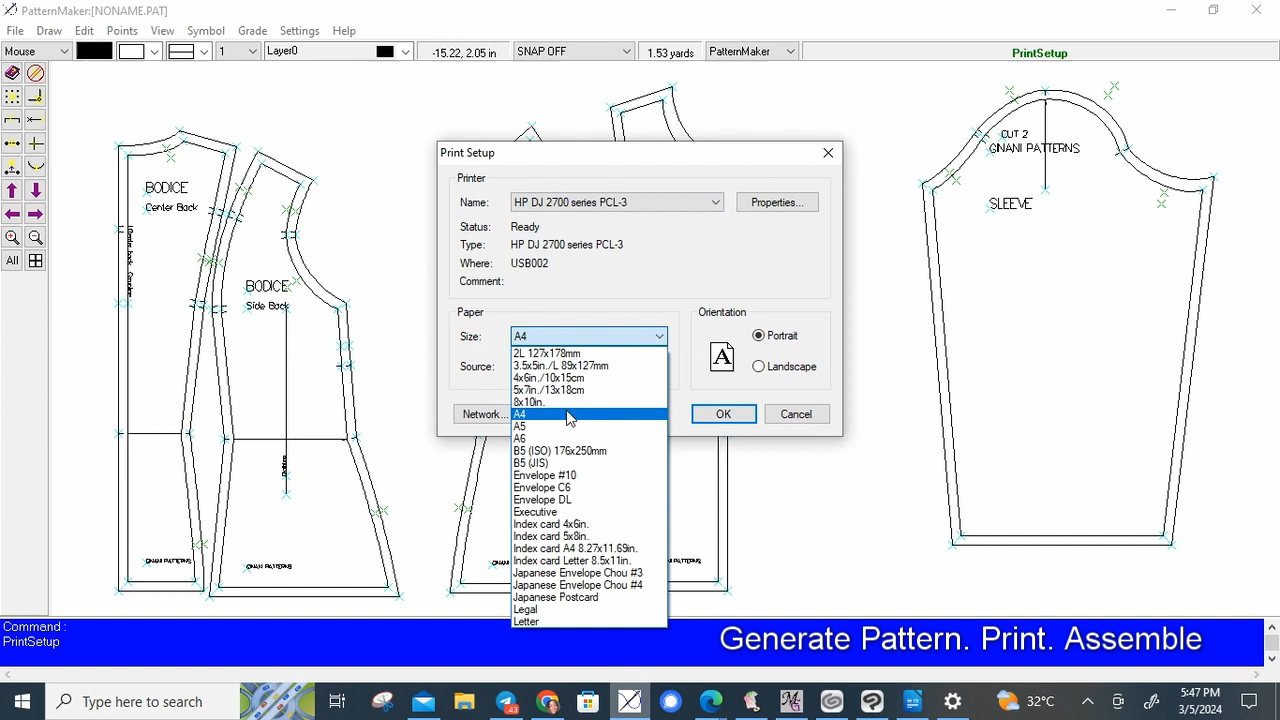 PatternMaker:[NONAME.PAT]
File Draw Edit Points View Symbol Grade Settings Help
Mouse 1 Layer0 -15.22, 2.05 in SNAP OFF 1.53 yards PatternMaker PrintSetup
All
BODICE
Center Back
BODICE
Side Back
GNANI PATTERNS
GNANI PATTERNS
CUT 2
GNANI PATTERNS
SLEEVE
Print Setup
Printer
Name: HP DJ 2700 series PCL-3 Properties...
Status: Ready
Type: HP DJ 2700 series PCL-3
Where: USB002
Comment:
Paper
Size: A4
Source:
Orientation
A
Portrait
Landscape
Network...
OK Cancel
2L 127x178mm
3.5x5in./L 89x127mm
4x6in./10x15cm
5x7in./13x18cm
8x10in.
A4
A5
A6
B5 (ISO) 176x250mm
B5 (JIS)
Envelope #10
Envelope C6
Envelope DL
Executive
Index card 4x6in.
Index card 5x8in.
Index card A4 8.27x11.69in.
Index card Letter 8.5x11in.
Japanese Envelope Chou #3
Japanese Envelope Chou #4
Japanese Postcard
Legal
Letter
Command :
PrintSetup
Generate Pattern. Print. Assemble
Type here to search
43
32°C
5:47 PM
3/5/2024